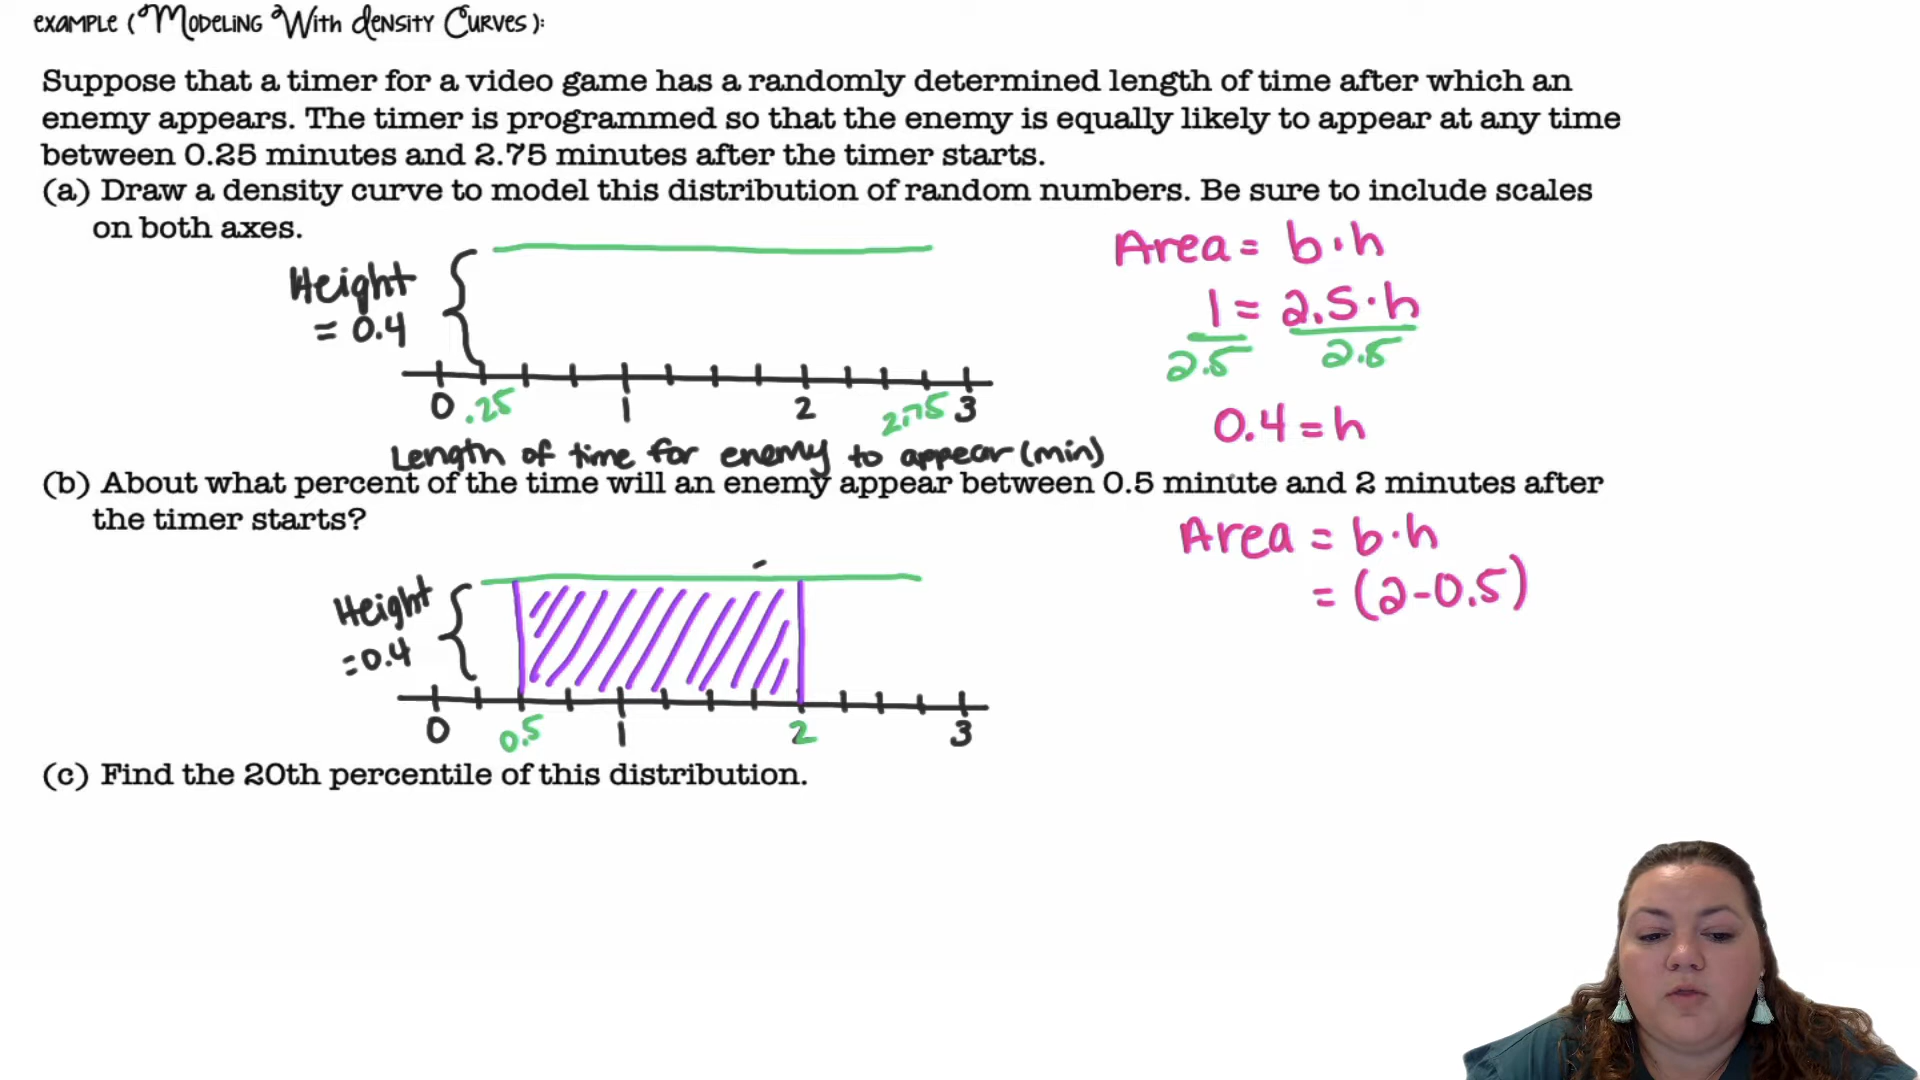 example (Modeling With Density Curves):
Suppose that a timer for a video game has a randomly determined length of time after which an
enemy appears. The timer is programmed so that the enemy is equally likely to appear at any time
between 0.25 minutes and 2.75 minutes after the timer starts.
(a) Draw a density curve to model this distribution of random numbers. Be sure to include scales
on both axes.
Area = b·h
Height
= 0.4
1 = 2.5·h
2.5 2.5
0 .25 1 2 2.75 3
0.4 = h
Length of time for enemy to appear (min)
(b) About what percent of the time will an enemy appear between 0.5 minute and 2 minutes after
the timer starts?
Area = b·h
= (2-0.5)
Height
=0.4
0 0.5 1 2 3
(c) Find the 20th percentile of this distribution.